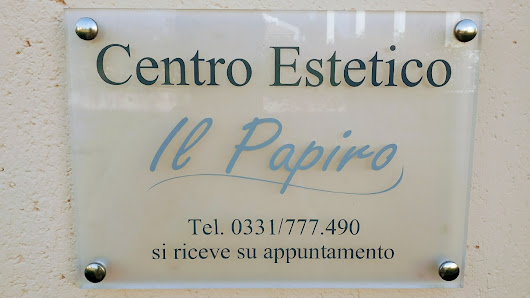 Centro Estetico
Il Papiro
Tel. 0331/777.490
si riceve su appuntamento